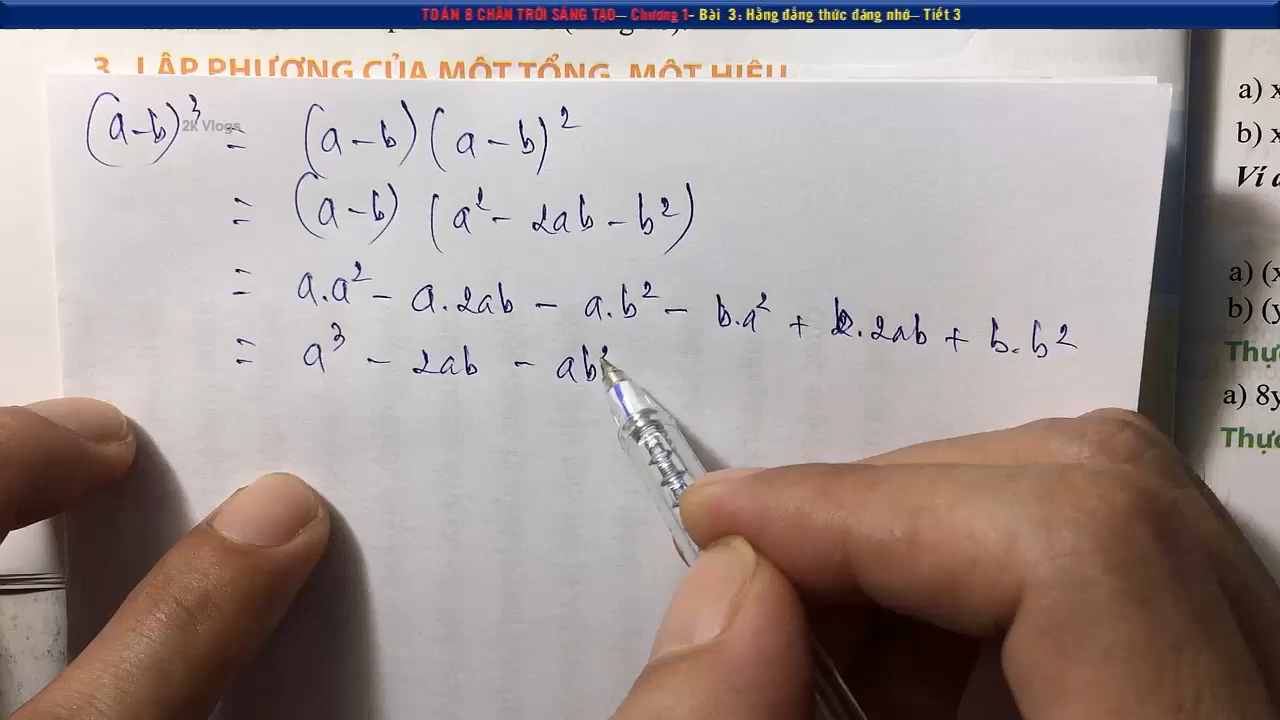 TOÁN 8 CHÂN TRỜI SÁNG TẠO– Chương 1- Bài 3: Hằng đẳng thức đáng nhớ– Tiết 3
3. LẬP PHƯƠNG CỦA MỘT TỔNG, MỘT HIỆU
(a-b)³ = (a-b)(a-b)²
2K Vlogs
= (a-b) (a²- 2ab - b²)
= a.a² - a.2ab - a.b² - b.a² + b.2ab + b.b²
= a³ - 2ab - ab²
a) x
b) x
Ví
a) (x
b) (y
Thực
a) 8y
Thực